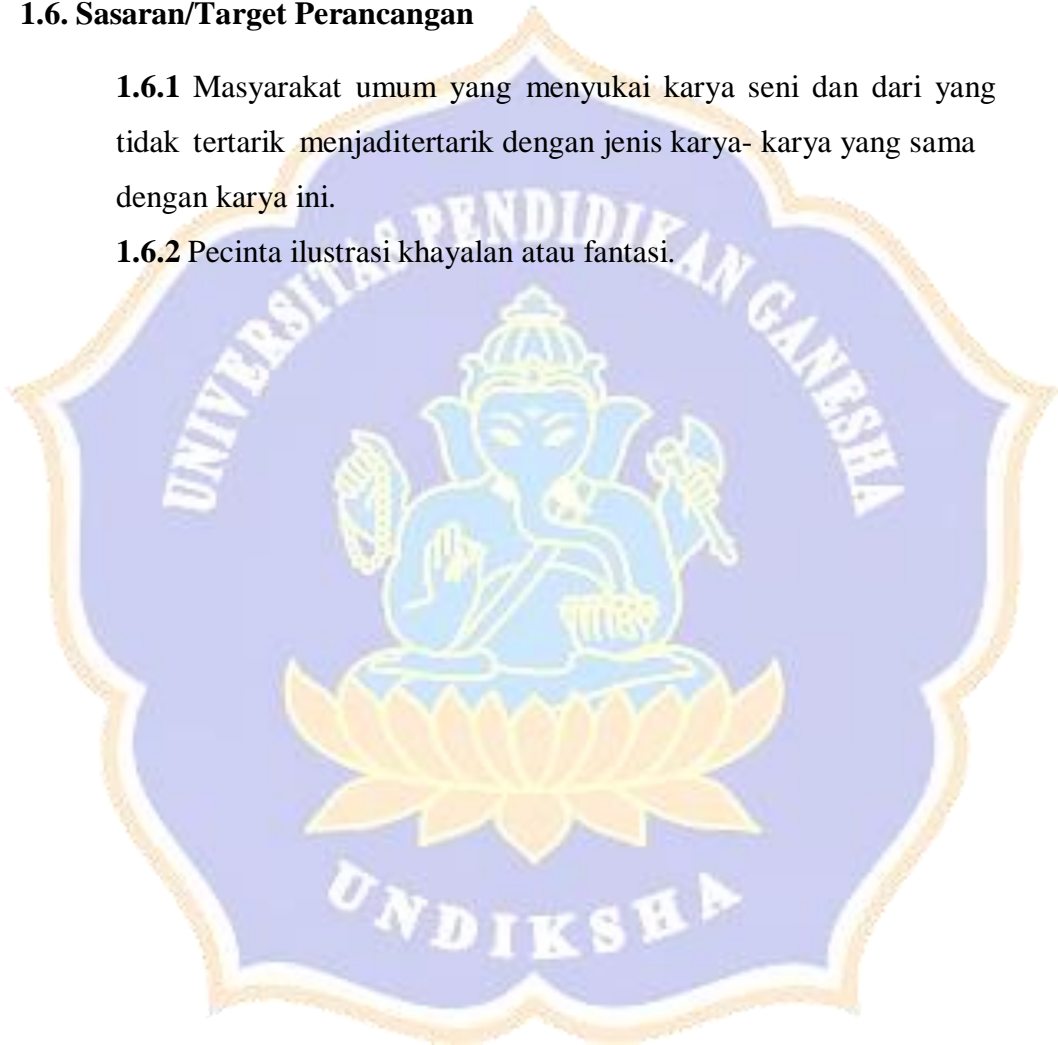 1.6. Sasaran/Target Perancangan
1.6.1 Masyarakat umum yang menyukai karya seni dan dari yang
tidak tertarik menjaditertarik dengan jenis karya- karya yang sama
dengan karya ini.
1.6.2 Pecinta ilustrasi khayalan atau fantasi.
UNIVERSITAS PENDIDIKAN GANESHA
UNDIKSHA